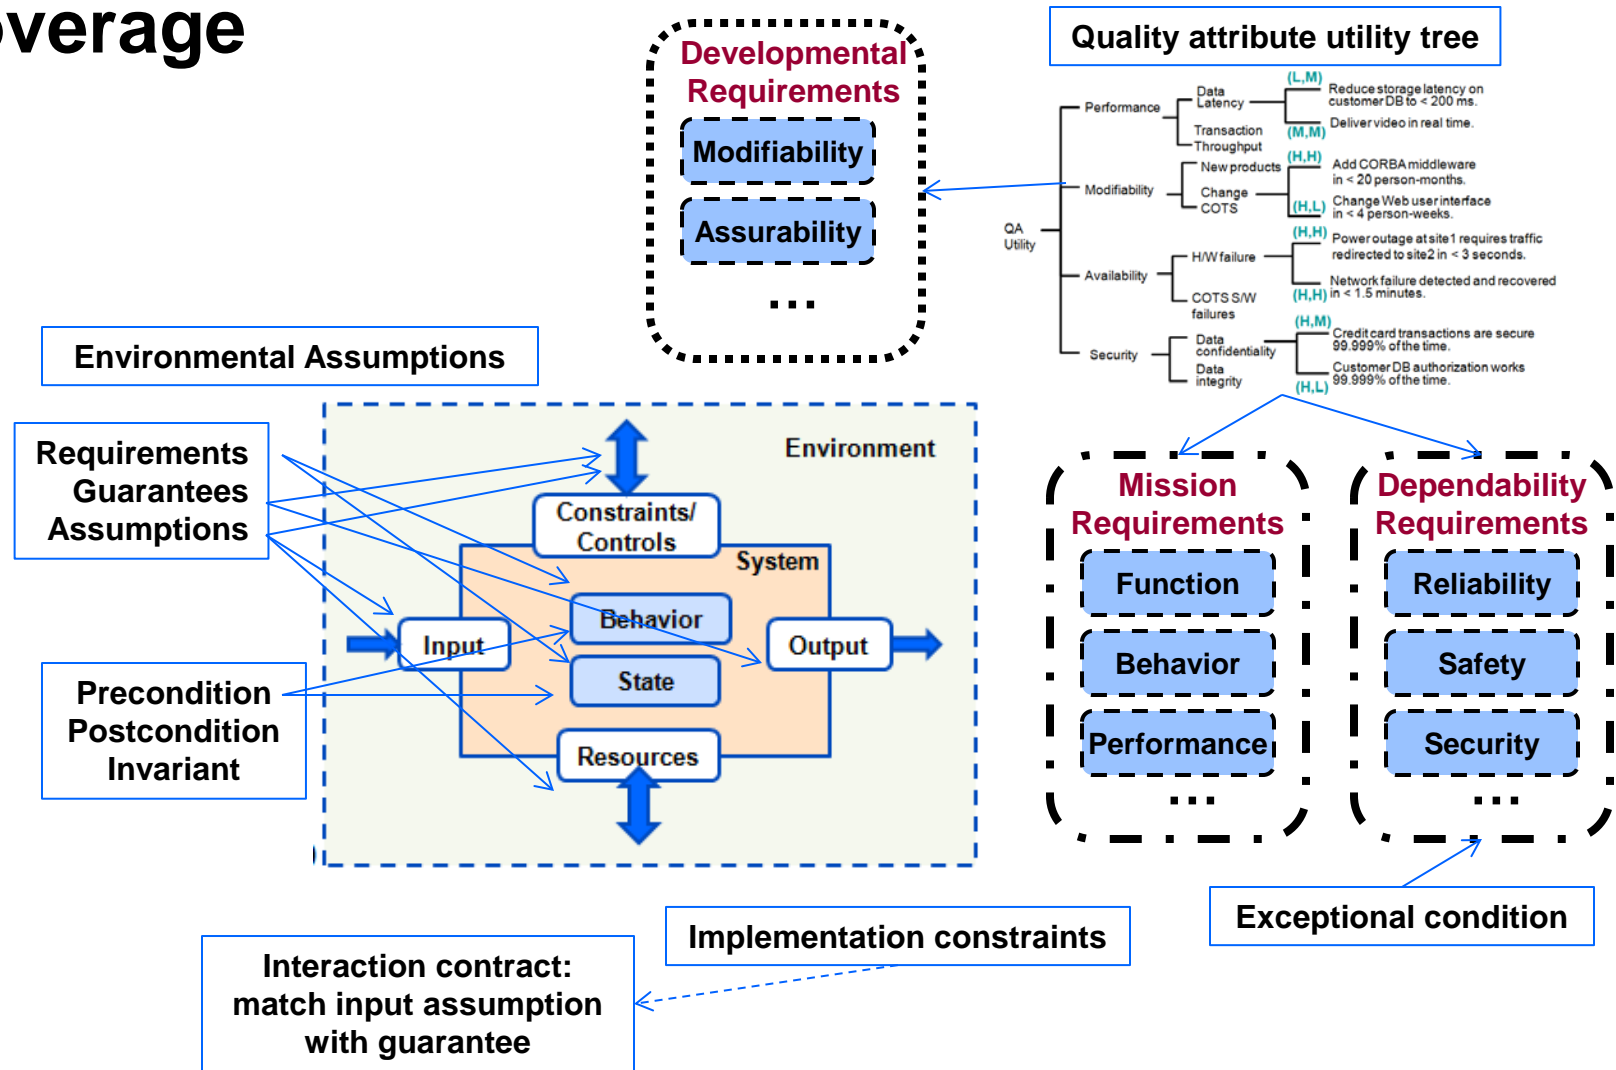 overage
Developmental
Requirements
Modifiability
Assurability
...
Quality attribute utility tree
QA
Utility
Performance
Data
Latency
(L,M)
Reduce storage latency on
customer DB to < 200 ms.
(M,M)
Deliver video in real time.
Transaction
Throughput
Modifiability
New products
Change
COTS
(H,H)
Add CORBA middleware
in < 20 person-months.
(H,L)
Change Web user interface
in < 4 person-weeks.
Availability
H/W failure
(H,H)
Power outage at site1 requires traffic
redirected to site2 in < 3 seconds.
(H,H)
Network failure detected and recovered
in < 1.5 minutes.
COTS S/W
failures
Security
Data
confidentiality
(H,M)
Credit card transactions are secure
99.999% of the time.
(H,L)
Customer DB authorization works
99.999% of the time.
Data
integrity
Environmental Assumptions
Requirements
Guarantees
Assumptions
Precondition
Postcondition
Invariant
Environment
Constraints/
Controls
System
Behavior
Input
State
Output
Resources
Mission
Requirements
Function
Behavior
Performance
...
Dependability
Requirements
Reliability
Safety
Security
...
Exceptional condition
Implementation constraints
Interaction contract:
match input assumption
with guarantee